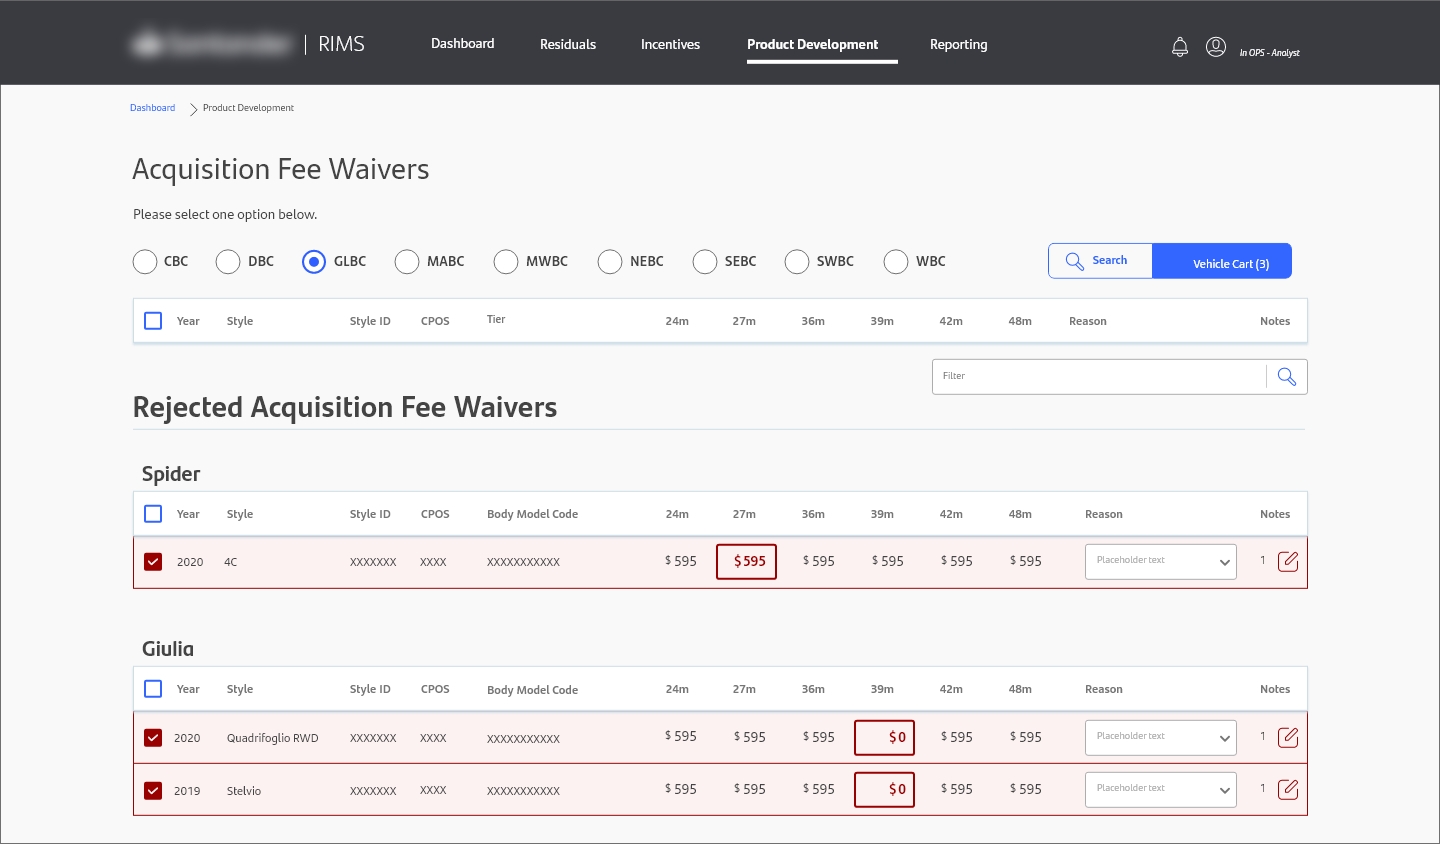 RIMS Dashboard Residuals Incentives Product Development Reporting In OPS - Analyst
Dashboard Product Development
Acquisition Fee Waivers
Please select one option below.
CBC DBC GLBC MABC MWBC NEBC SEBC SWBC WBC Search Vehicle Cart (3)
Year Style Style ID CPOS Tier 24m 27m 36m 39m 42m 48m Reason Notes
Filter
Rejected Acquisition Fee Waivers
Spider
Year Style Style ID CPOS Body Model Code 24m 27m 36m 39m 42m 48m Reason Notes
2020 4C XXXXXXX XXXX XXXXXXXXXXX $ 595 $ 595 $ 595 $ 595 $ 595 $ 595 Placeholder text 1
Giulia
Year Style Style ID CPOS Body Model Code 24m 27m 36m 39m 42m 48m Reason Notes
2020 Quadrifoglio RWD XXXXXXX XXXX XXXXXXXXXXX $ 595 $ 595 $ 595 $ 0 $ 595 $ 595 Placeholder text 1
2019 Stelvio XXXXXXX XXXX XXXXXXXXXXX $ 595 $ 595 $ 595 $ 0 $ 595 $ 595 Placeholder text 1